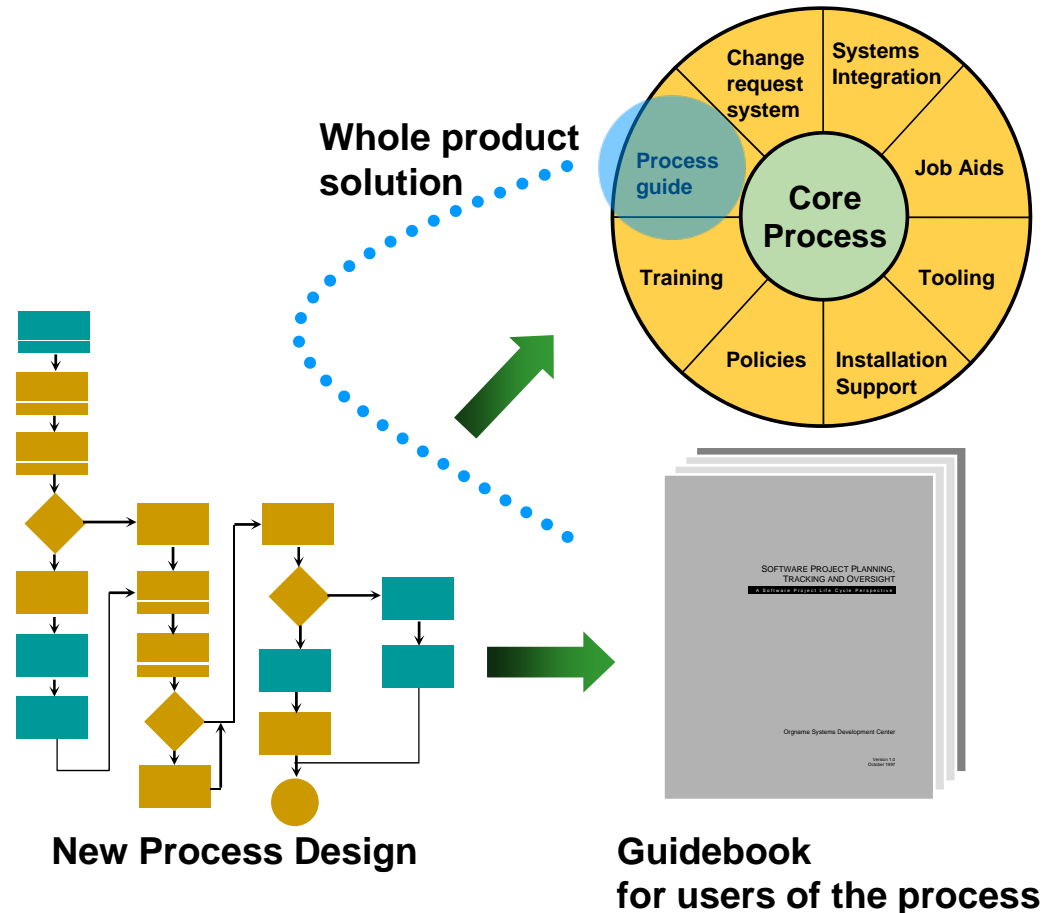 Whole product
solution
Change
request
system
Systems
Integration
Process
guide
Job Aids
Core
Process
Training
Tooling
Policies
Installation
Support
SOFTWARE PROJECT PLANNING,
TRACKING AND OVERSIGHT
A Software Project Life Cycle Perspective
Orgname Systems Development Center
Version 1.0
October 1997
New Process Design
Guidebook
for users of the process